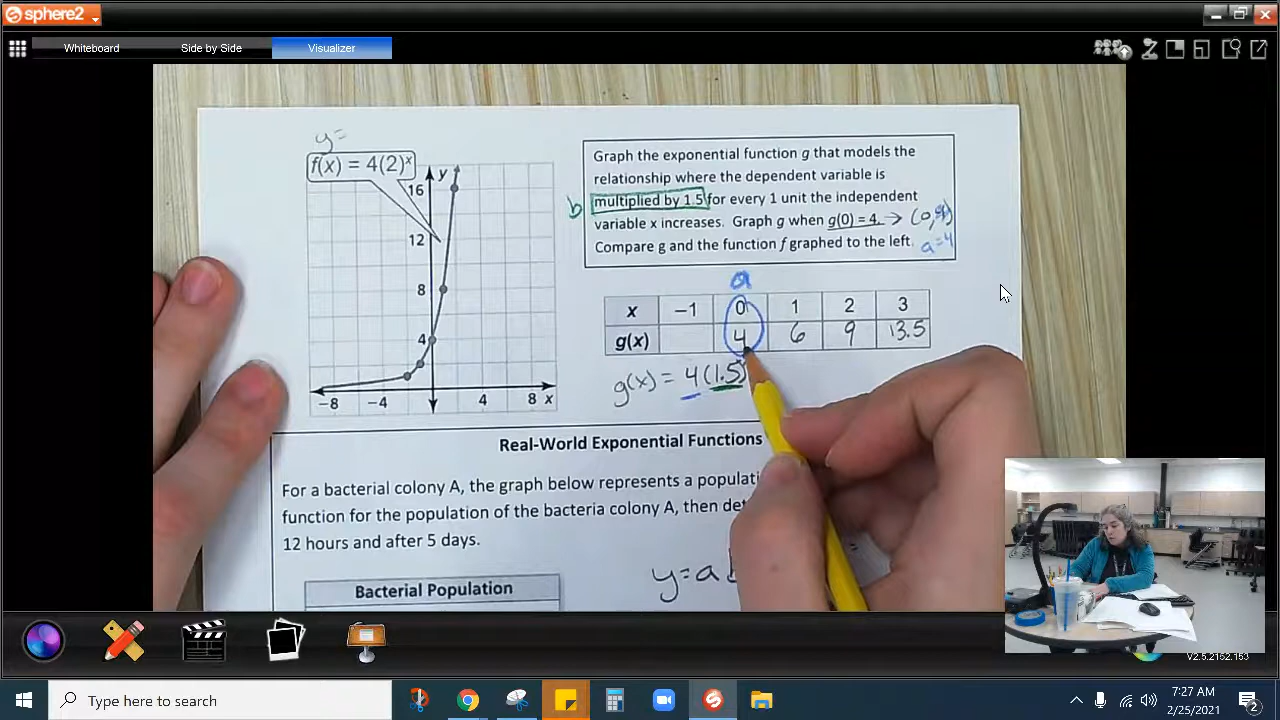 sphere2
Whiteboard
Side by Side
Visualizer
y=
f(x) = 4(2)ˣ
y
16
12
8
4
-8
-4
4
8
x
Graph the exponential function g that models the
relationship where the dependent variable is
b multiplied by 1.5 for every 1 unit the independent
variable x increases. Graph g when g(0) = 4. → (0,4)
Compare g and the function f graphed to the left. a=4
a
x -1 0 1 2 3
g(x) 4 6 9 13.5
g(x) = 4(1.5)
Real-World Exponential Functions
For a bacterial colony A, the graph below represents a populati
function for the population of the bacteria colony A, then det
12 hours and after 5 days.
y=a
Bacterial Population
V2.5.2152.153
Type here to search
7:27 AM
2/25/2021
2